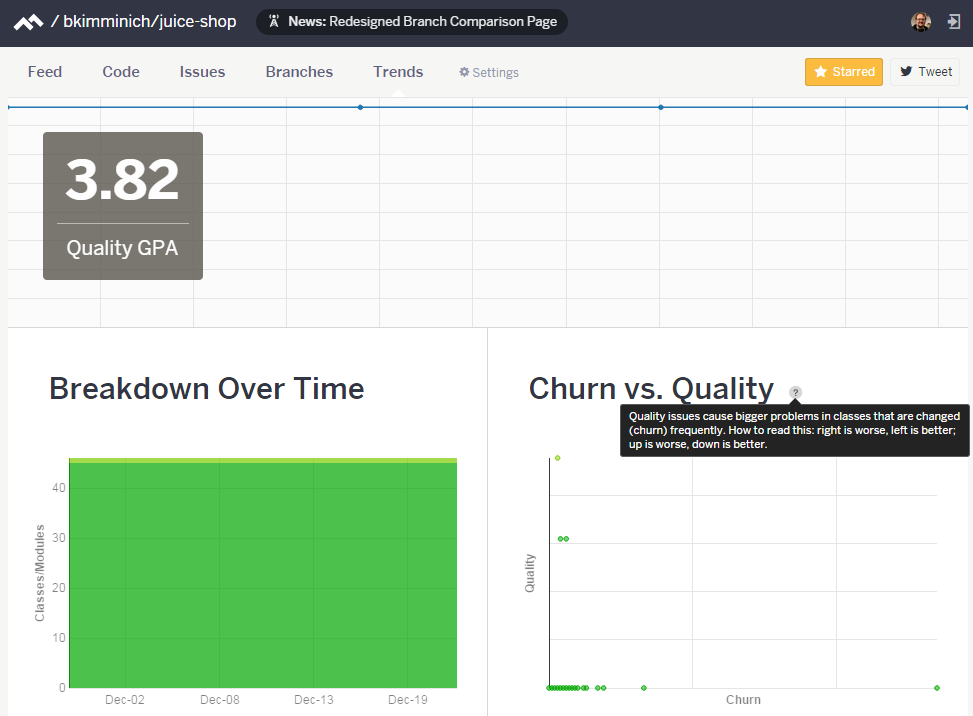 / bkimminich/juice-shop
News: Redesigned Branch Comparison Page
Feed
Code
Issues
Branches
Trends
Settings
Starred
Tweet
3.82
Quality GPA
Breakdown Over Time
Churn vs. Quality ?
Quality issues cause bigger problems in classes that are changed
(churn) frequently. How to read this: right is worse, left is better;
up is worse, down is better.
Classes/Modules
40
30
20
10
0
Dec-02
Dec-08
Dec-13
Dec-19
Quality
Churn